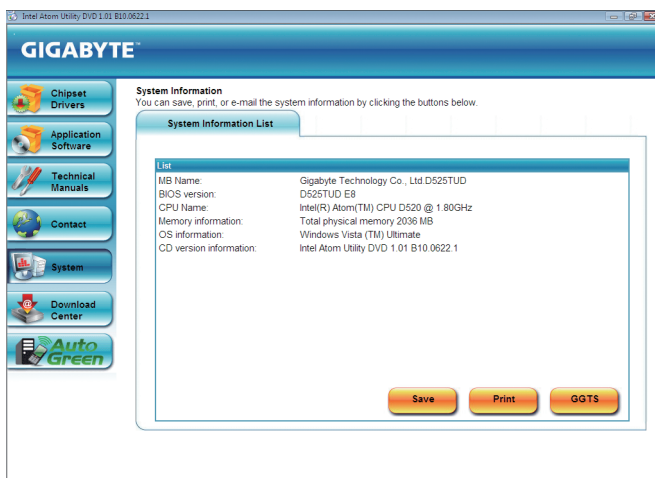 Intel Atom Utility DVD 1.01 B10.0622.1
GIGABYTE™
Chipset
Drivers
Application
Software
Technical
Manuals
Contact
System
Download
Center
Auto
Green
System Information
You can save, print, or e-mail the system information by clicking the buttons below.
System Information List
List
MB Name: Gigabyte Technology Co., Ltd.D525TUD
BIOS version: D525TUD E8
CPU Name: Intel(R) Atom(TM) CPU D520 @ 1.80GHz
Memory information: Total physical memory 2036 MB
OS information: Windows Vista (TM) Ultimate
CD version information: Intel Atom Utility DVD 1.01 B10.0622.1
Save Print GGTS